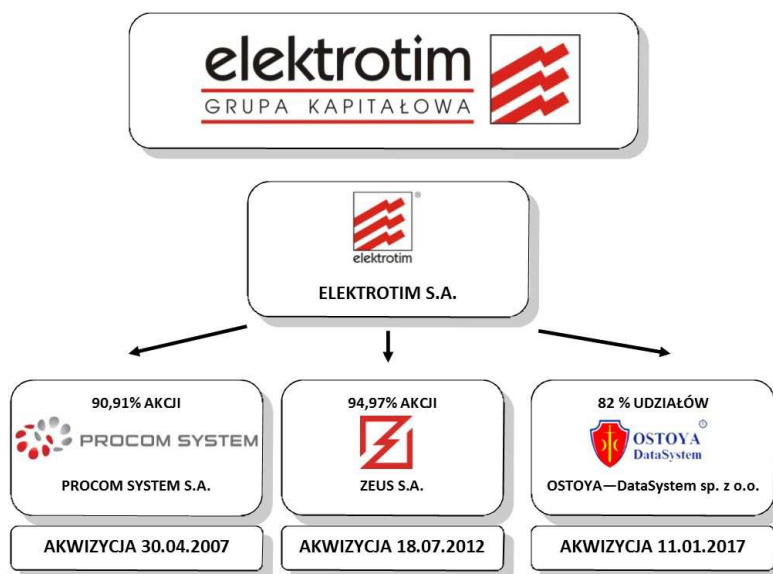 elektrotim
GRUPA KAPITAŁOWA
®
elektrotim
ELEKTROTIM S.A.
90,91% AKCJI
PROCOM SYSTEM
PROCOM SYSTEM S.A.
94,97% AKCJI
ZEUS S.A.
82 % UDZIAŁÓW
OSTOYA
DataSystem
OSTOYA—DataSystem sp. z o.o.
AKWIZYCJA 30.04.2007
AKWIZYCJA 18.07.2012
AKWIZYCJA 11.01.2017